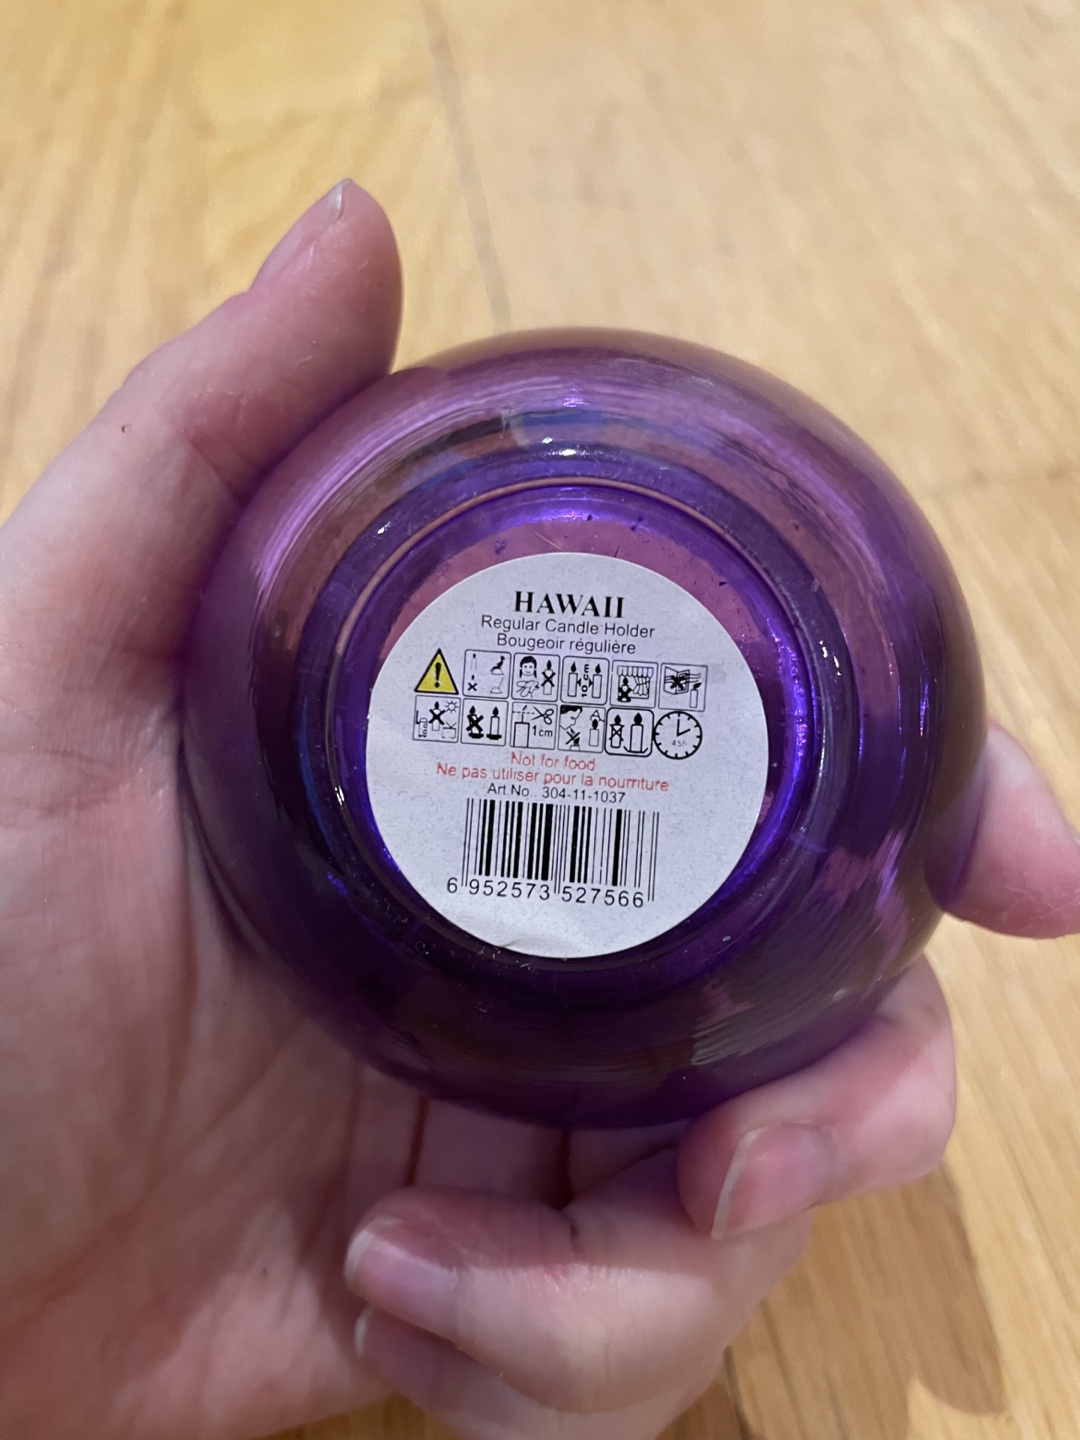 HAWAII
Regular Candle Holder
Bougeoir régulière
1cm
Not for food
Ne pas utiliser pour la nourriture
Art.No.. 304-11-1037
6 952573 527566